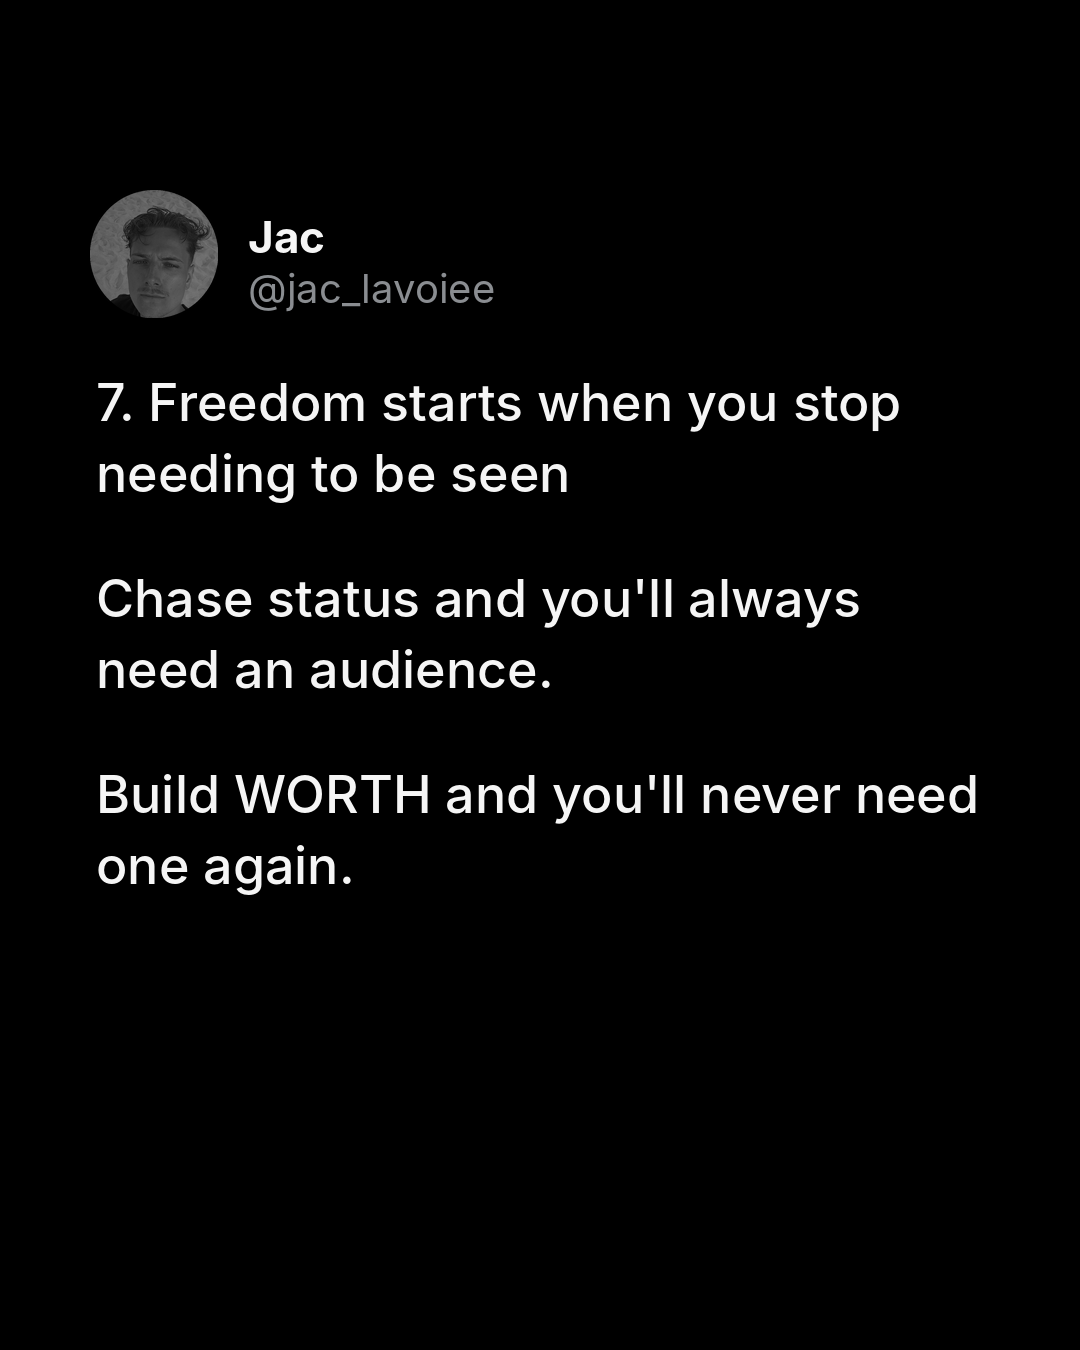 Jac
@jac_lavoiee
7. Freedom starts when you stop
needing to be seen
Chase status and you'll always
need an audience.
Build WORTH and you'll never need
one again.